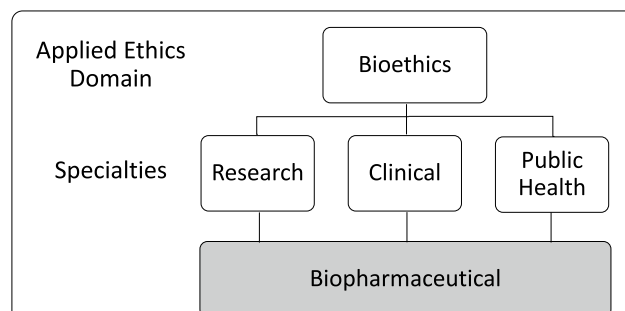 Applied Ethics
Domain
Bioethics
Specialties
Research
Clinical
Public
Health
Biopharmaceutical